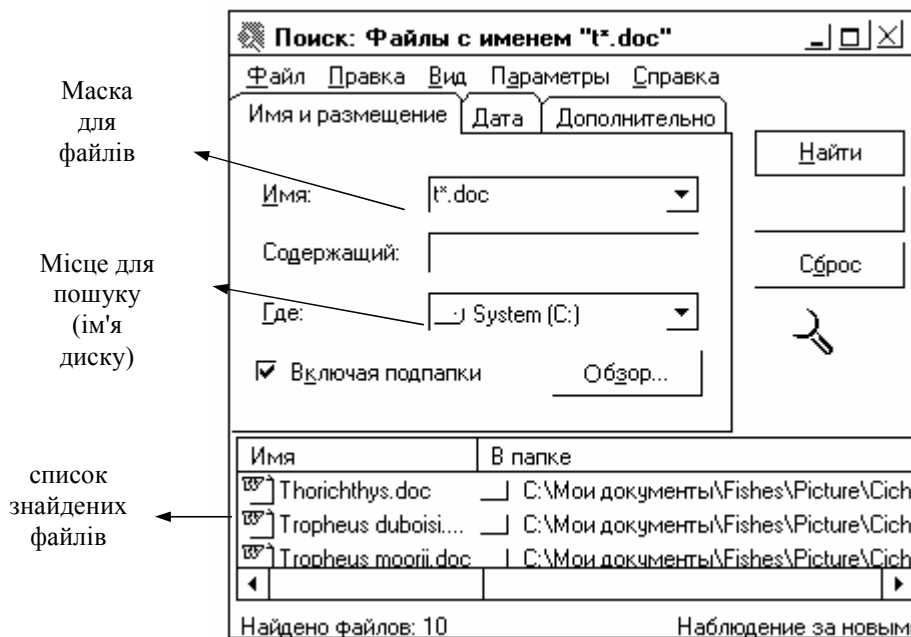 Поиск: Файлы с именем "t*.doc"
Файл Правка Вид Параметры Справка
Имя и размещение Дата Дополнительно
Маска
для
файлів
Найти
Имя: t*.doc
Содержащий:
Сброс
Місце для
пошуку
(ім'я
диску)
Где: System (C:)
Включая подпапки Обзор...
Имя В папке
список
знайдених
файлів
Thorichthys.doc C:\Мои документы\Fishes\Picture\Cich
Tropheus duboisi.... C:\Мои документы\Fishes\Picture\Cich
Tropheus moorii.doc C:\Мои документы\Fishes\Picture\Cich
Найдено файлов: 10 Наблюдение за новым